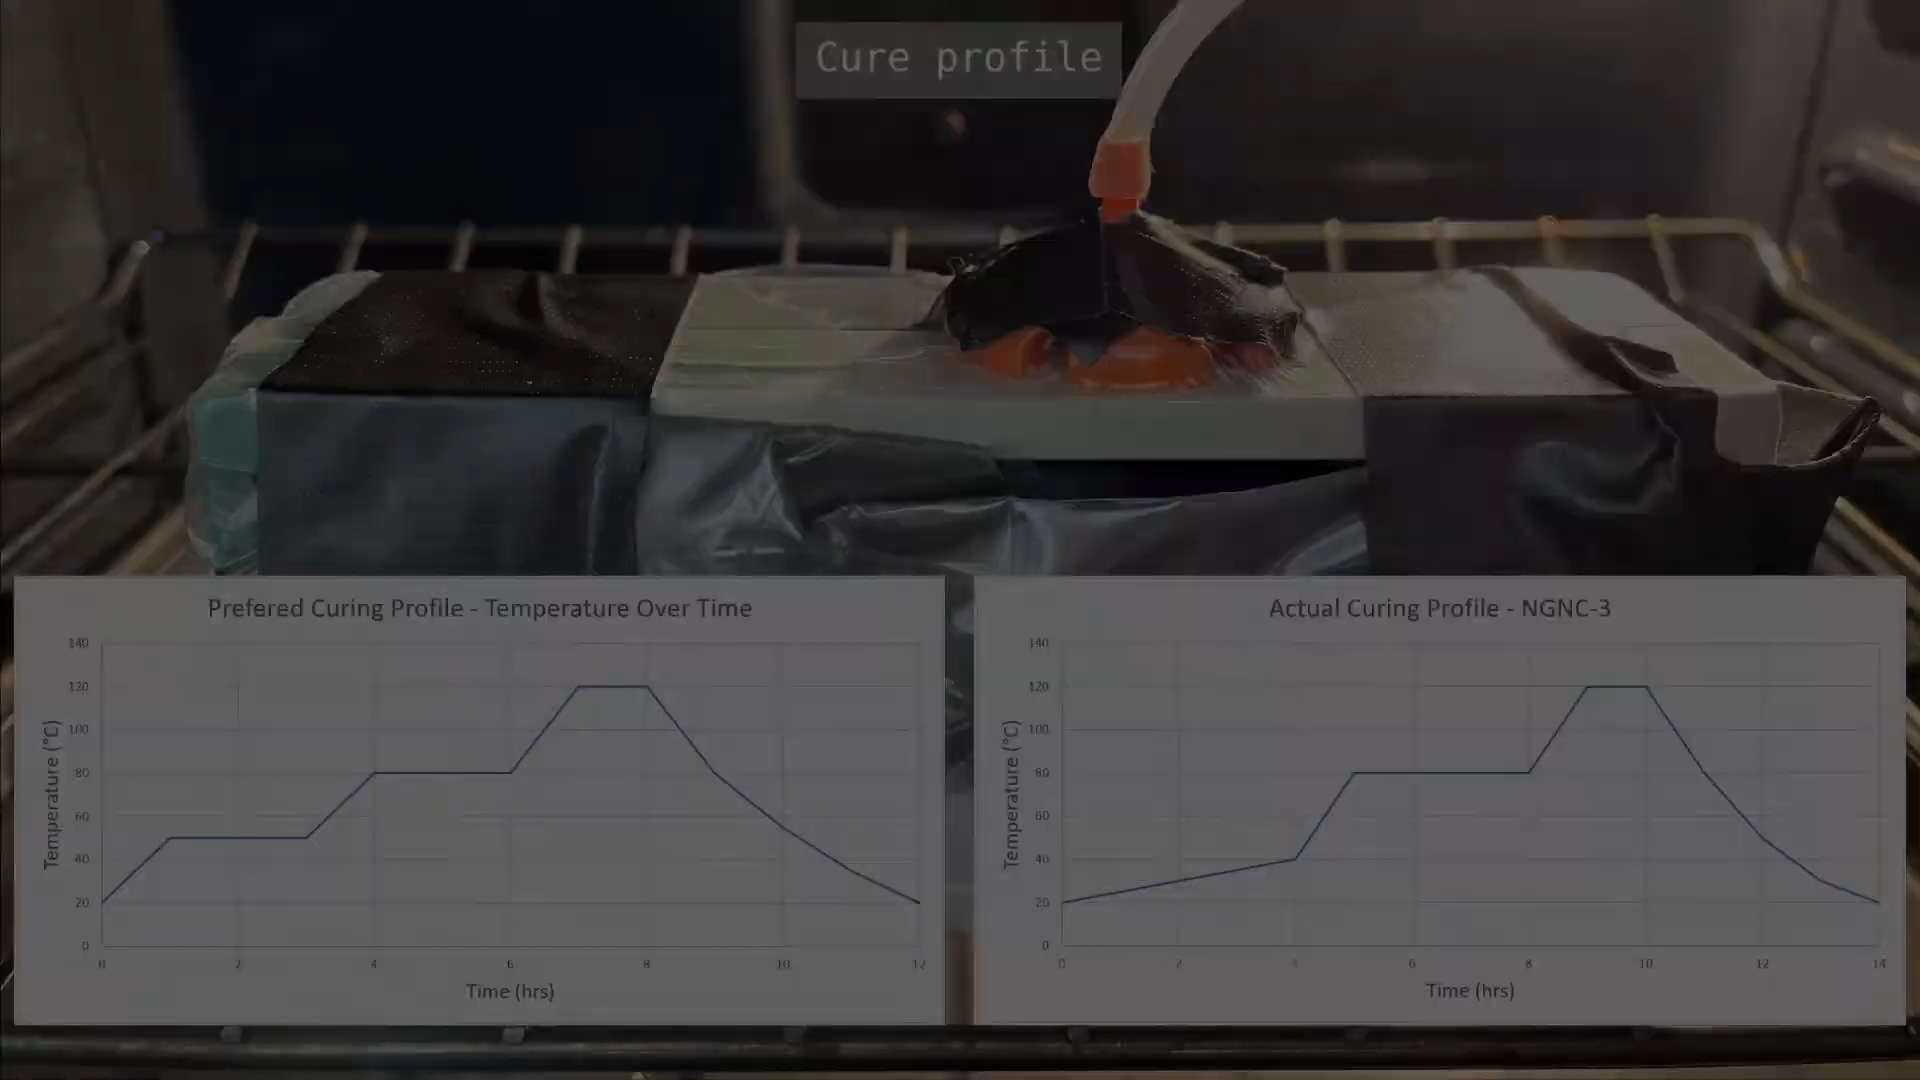 Cure profile
Prefered Curing Profile - Temperature Over Time
140
120
100
80
60
40
20
0
Temperature (°C)
0 2 4 6 8 10 12
Time (hrs)
Actual Curing Profile - NGNC-3
140
120
100
80
60
40
20
0
Temperature (°C)
0 2 4 6 8 10 12 14
Time (hrs)